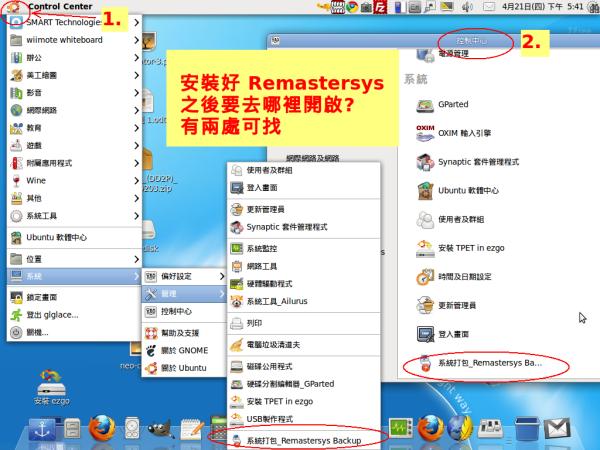 Control Center
1.
4月21日(四) 下午 5:41
SMART Technologies
wiimote whiteboard
辦公
美工繪圖
影音
網際網路
教育
遊戲
附屬應用程式
Wine
其他
系統工具
Ubuntu 軟體中心
位置
系統
鎖定畫面
登出 glglace...
關機...
安裝好 Remastersys
之後要去哪裡開啟?
有兩處可找
控制中心
2.
電源管理
系統
GParted
OXIM 輸入引擎
Synaptic 套件管理程式
Ubuntu 軟體中心
使用者及群組
安裝 TPET in ezgo
時間及日期設定
更新管理員
登入畫面
系統打包_Remastersys Ba...
網際網路及網路
偏好設定
管理
控制中心
幫助及支援
關於 GNOME
關於 Ubuntu
使用者及群組
登入畫面
更新管理員
Synaptic 套件管理程式
系統監控
網路工具
硬體驅動程式
系統工具_Ailurus
列印
電腦垃圾清道夫
磁碟公用程式
硬碟分割編輯器_GParted
安裝 TPET in ezgo
USB製作程式
系統打包_Remastersys Backup
安裝 ezgo